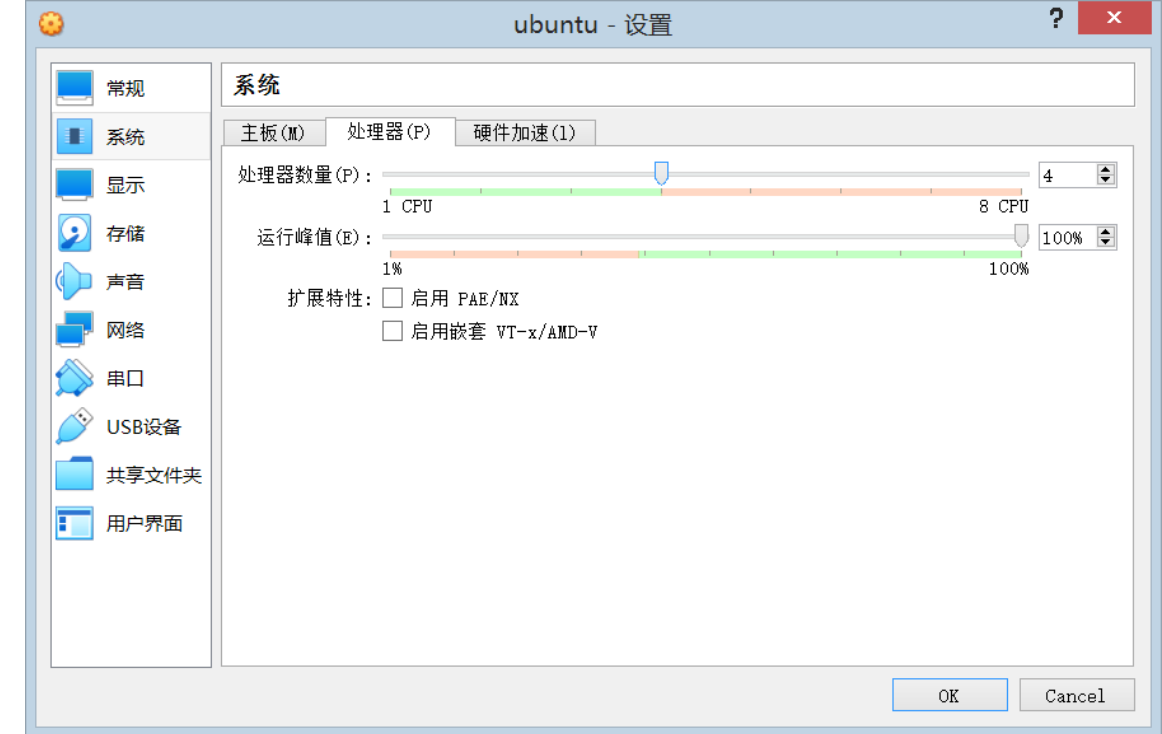 ubuntu - 设置
? ×
常规
系统
显示
存储
声音
网络
串口
USB设备
共享文件夹
用户界面
系统
主板(M) 处理器(P) 硬件加速(l)
处理器数量(P): 4
1 CPU 8 CPU
运行峰值(E): 100%
1% 100%
扩展特性: 启用 PAE/NX
启用嵌套 VT-x/AMD-V
OK Cancel